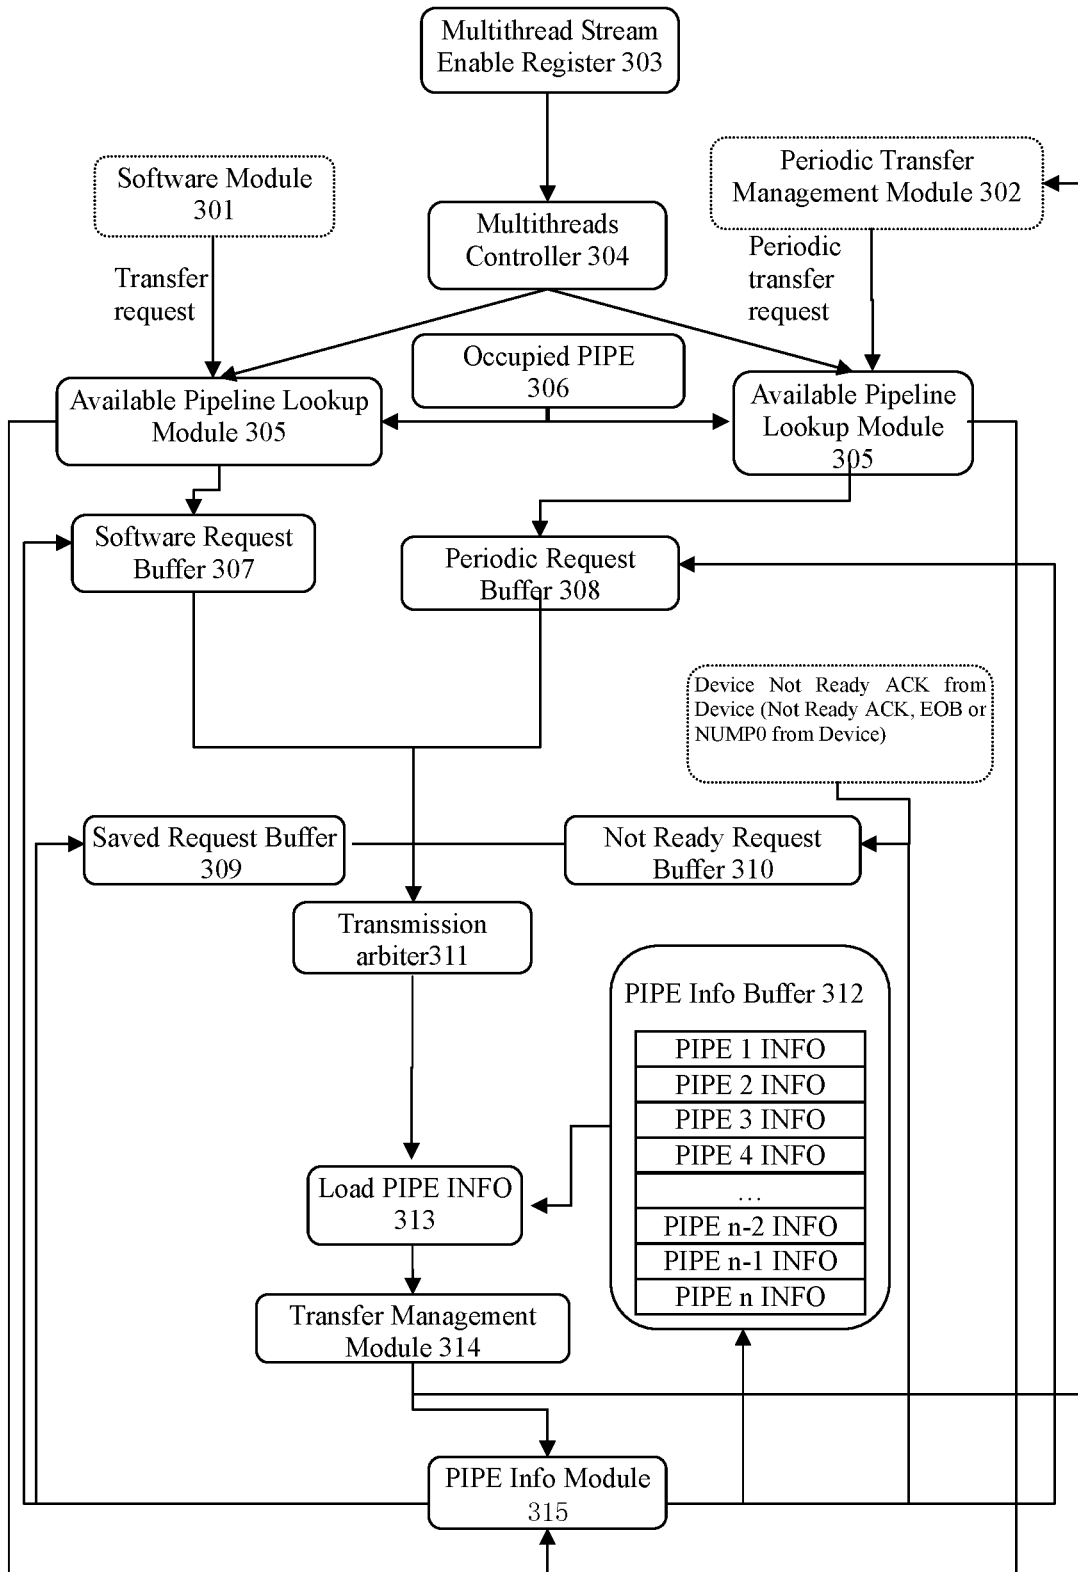 Multithread Stream
Enable Register 303
Software Module
301
Periodic Transfer
Management Module 302
Multithreads
Controller 304
Transfer
request
Periodic
transfer
request
Occupied PIPE
306
Available Pipeline Lookup
Module 305
Available Pipeline
Lookup Module
305
Software Request
Buffer 307
Periodic Request
Buffer 308
Device Not Ready ACK from
Device (Not Ready ACK, EOB or
NUMP0 from Device)
Saved Request Buffer
309
Not Ready Request
Buffer 310
Transmission
arbiter311
PIPE Info Buffer 312
PIPE 1 INFO
PIPE 2 INFO
PIPE 3 INFO
PIPE 4 INFO
…
PIPE n-2 INFO
PIPE n-1 INFO
PIPE n INFO
Load PIPE INFO
313
Transfer Management
Module 314
PIPE Info Module
315